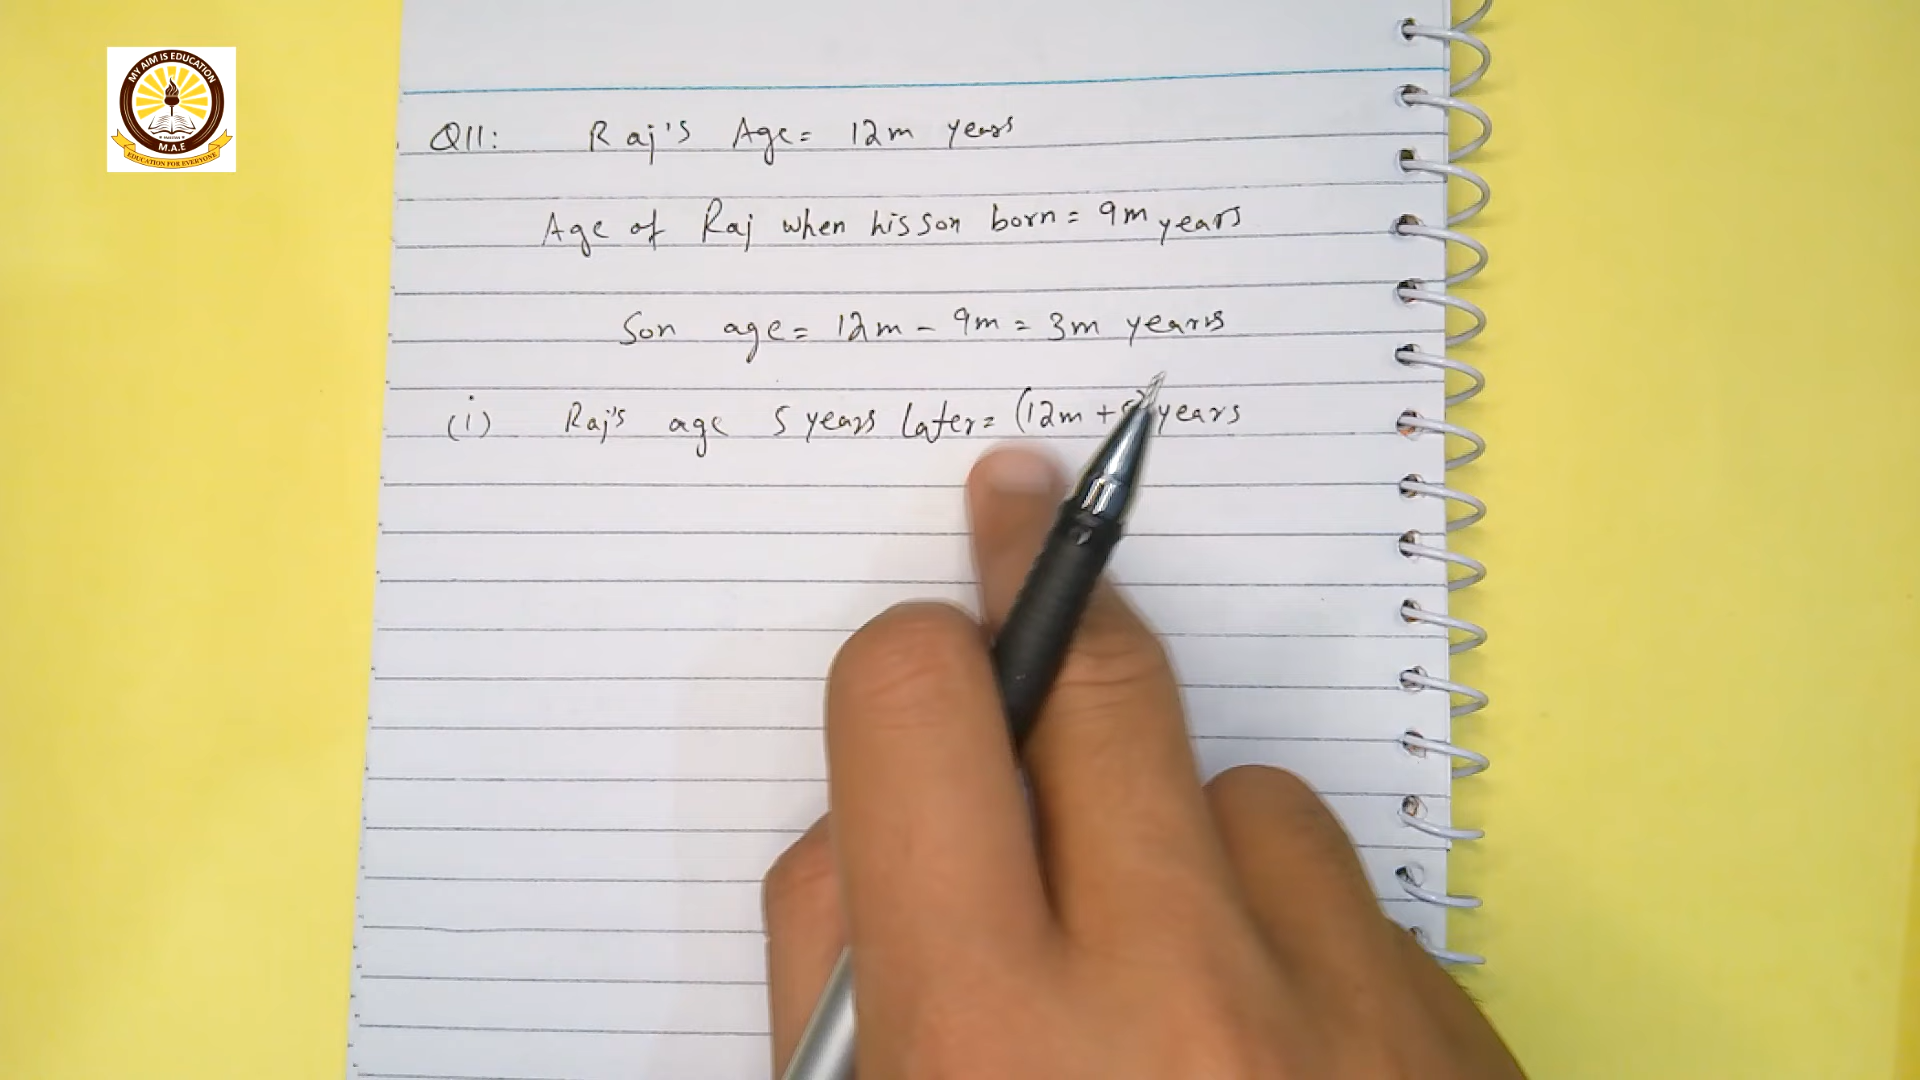 MY AIM IS EDUCATION
M.A.E
EDUCATION FOR EVERYONE
Q11: Raj's Age = 12m years
Age of Raj when his son born = 9m years
Son age = 12m - 9m = 3m years
(i) Raj's age 5 years later = (12m + 5) years